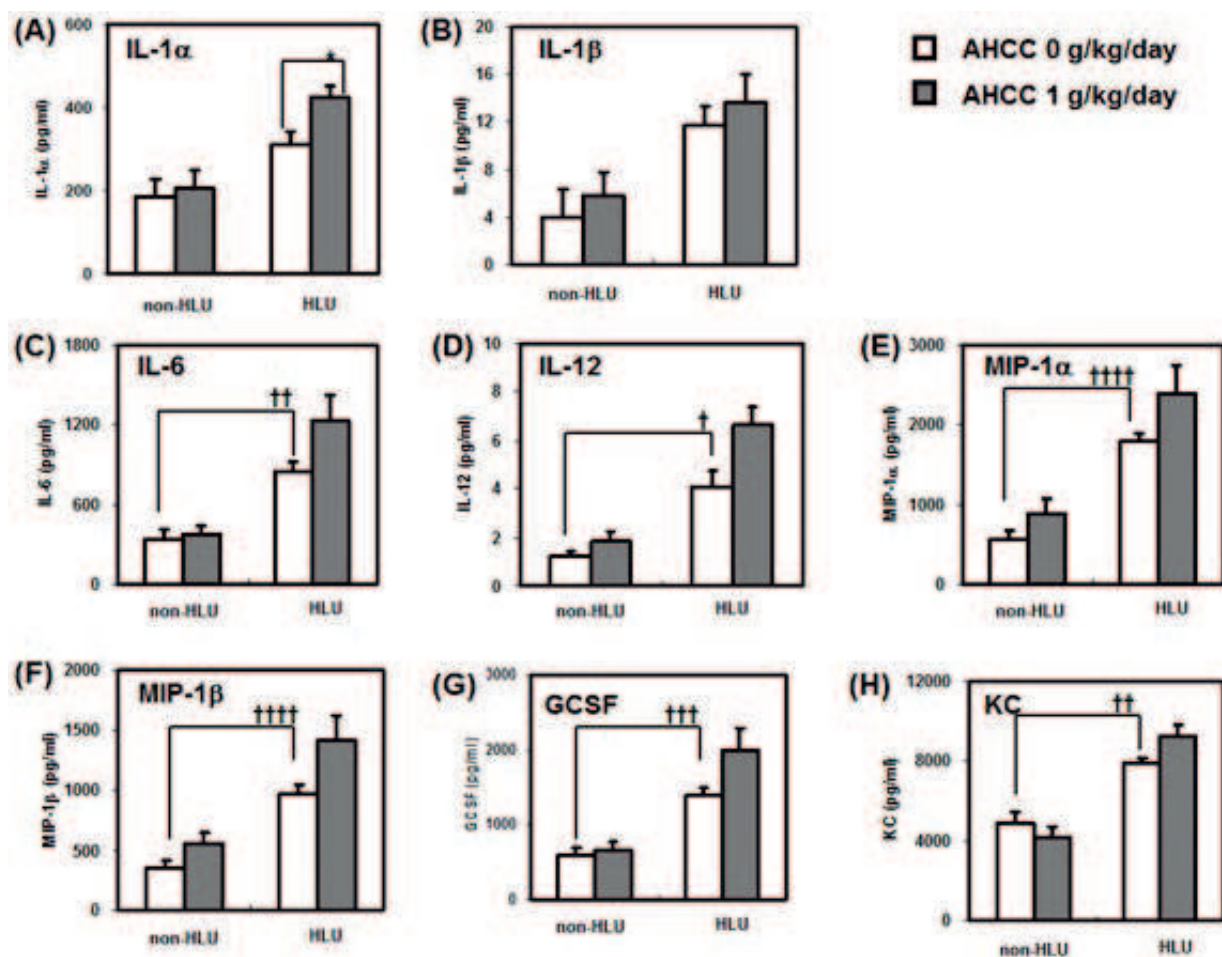 (A)
IL-1α
IL-1α (pg/ml)
600
400
200
0
non-HLU HLU
(B)
IL-1β
IL-1β (pg/ml)
20
16
12
8
4
0
non-HLU HLU
AHCC 0 g/kg/day
AHCC 1 g/kg/day
(C)
IL-6
††
IL-6 (pg/ml)
1800
1200
600
0
non-HLU HLU
(D)
IL-12
†
IL-12 (pg/ml)
10
8
6
4
2
0
non-HLU HLU
(E)
MIP-1α
††††
MIP-1α (pg/ml)
3000
2000
1000
0
non-HLU HLU
(F)
MIP-1β
††††
MIP-1β (pg/ml)
2000
1500
1000
500
0
non-HLU HLU
(G)
GCSF
†††
GCSF (pg/ml)
3000
2000
1000
0
non-HLU HLU
(H)
KC
††
KC (pg/ml)
12000
8000
4000
0
non-HLU HLU